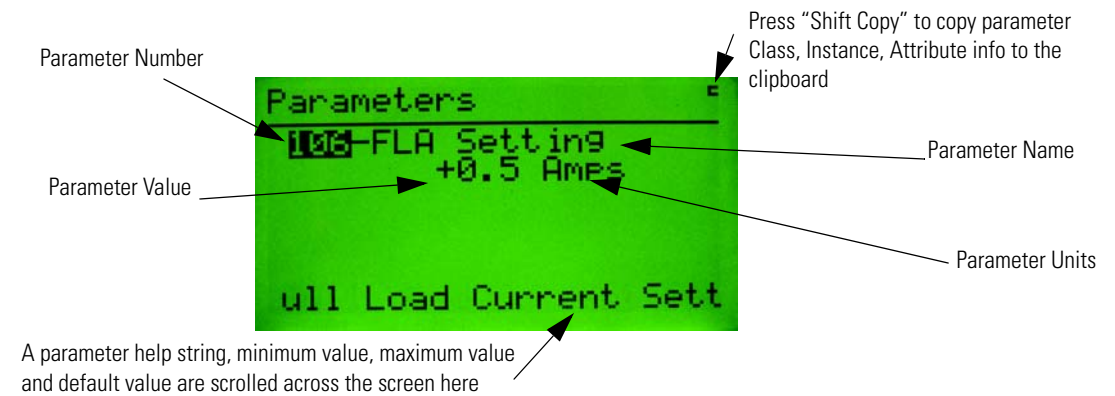 Press “Shift Copy” to copy parameter
Class, Instance, Attribute info to the
clipboard
Parameter Number
Parameters
106-FLA Setting
+0.5 Amps
Parameter Name
Parameter Value
Parameter Units
ull Load Current Sett
A parameter help string, minimum value, maximum value
and default value are scrolled across the screen here